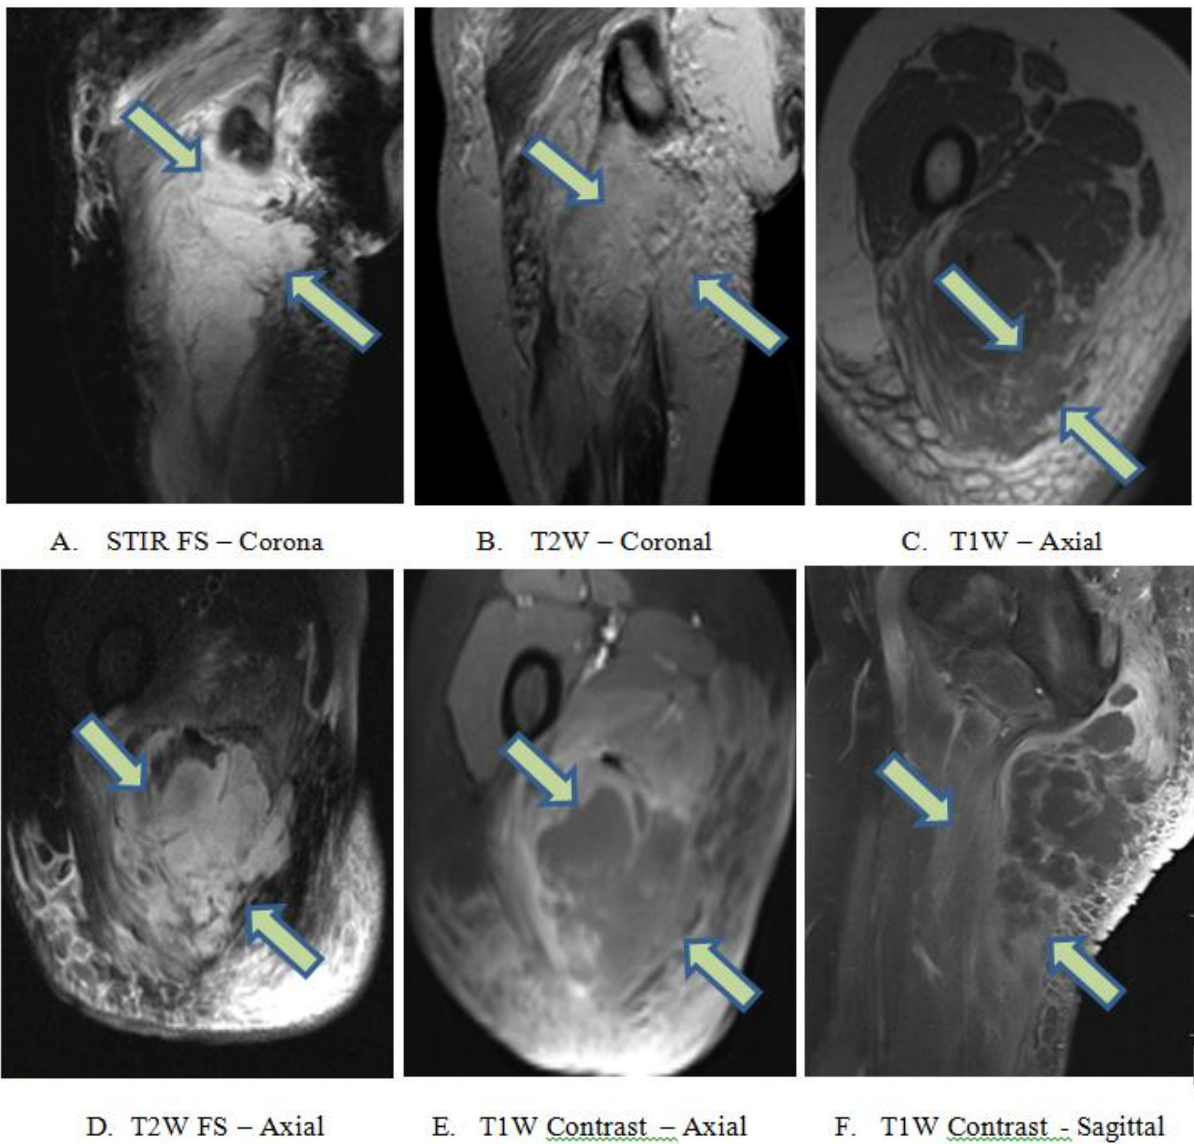 A. STIR FS – Corona
B. T2W – Coronal
C. T1W – Axial
D. T2W FS – Axial
E. T1W Contrast – Axial
F. T1W Contrast - Sagittal